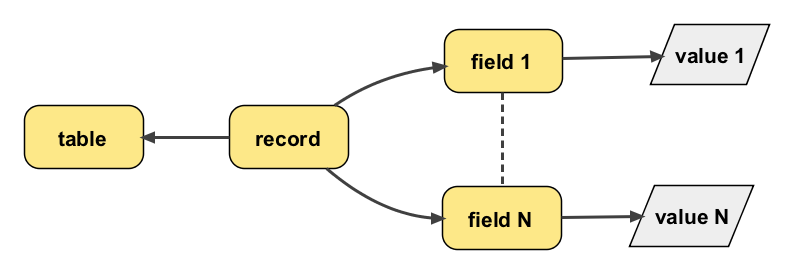 table
record
field 1
value 1
field N
value N